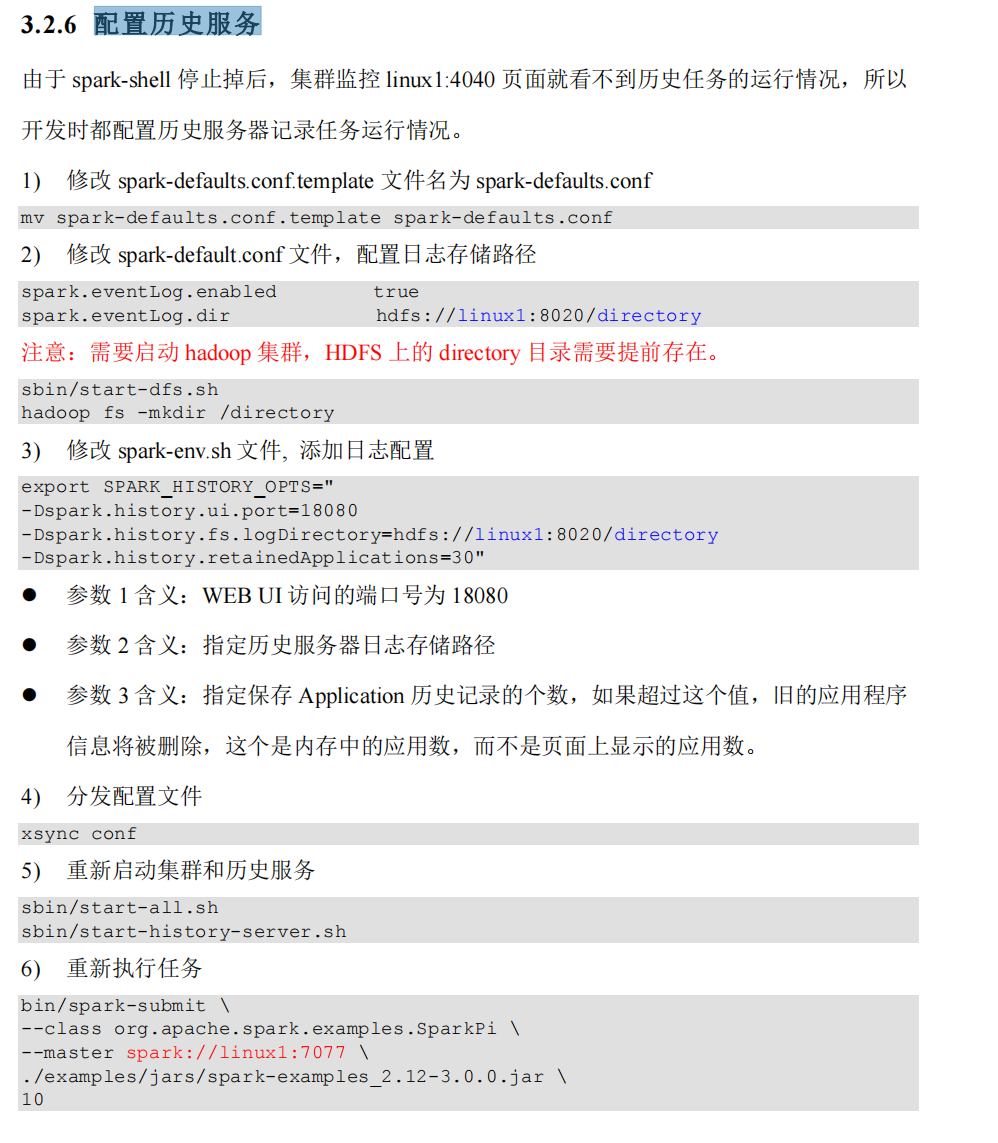 3.2.6 配置历史服务
由于 spark-shell 停止掉后，集群监控 linux1:4040 页面就看不到历史任务的运行情况，所以
开发时都配置历史服务器记录任务运行情况。
1) 修改 spark-defaults.conf.template 文件名为 spark-defaults.conf
mv spark-defaults.conf.template spark-defaults.conf
2) 修改 spark-default.conf 文件，配置日志存储路径
spark.eventLog.enabled true
spark.eventLog.dir hdfs://linux1:8020/directory
注意：需要启动 hadoop 集群，HDFS 上的 directory 目录需要提前存在。
sbin/start-dfs.sh
hadoop fs -mkdir /directory
3) 修改 spark-env.sh 文件, 添加日志配置
export SPARK_HISTORY_OPTS="
-Dspark.history.ui.port=18080
-Dspark.history.fs.logDirectory=hdfs://linux1:8020/directory
-Dspark.history.retainedApplications=30"
● 参数 1 含义：WEB UI 访问的端口号为 18080
● 参数 2 含义：指定历史服务器日志存储路径
● 参数 3 含义：指定保存 Application 历史记录的个数，如果超过这个值，旧的应用程序
信息将被删除，这个是内存中的应用数，而不是页面上显示的应用数。
4) 分发配置文件
xsync conf
5) 重新启动集群和历史服务
sbin/start-all.sh
sbin/start-history-server.sh
6) 重新执行任务
bin/spark-submit \
--class org.apache.spark.examples.SparkPi \
--master spark://linux1:7077 \
./examples/jars/spark-examples_2.12-3.0.0.jar \
10